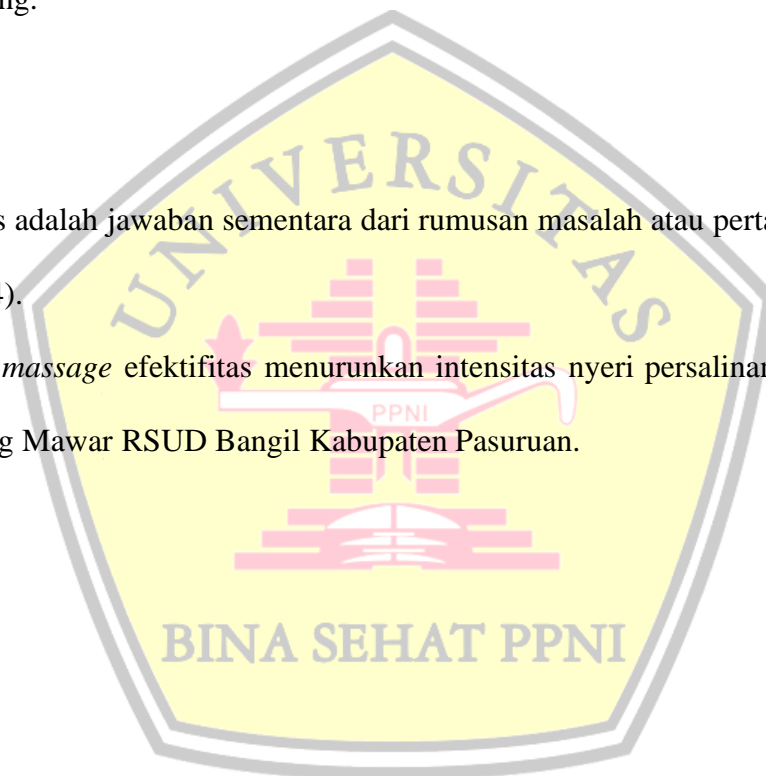 ng.
UNIVERSITAS
s adalah jawaban sementara dari rumusan masalah atau perta
4).
massage efektifitas menurunkan intensitas nyeri persalinan
PPNI
g Mawar RSUD Bangil Kabupaten Pasuruan.
BINA SEHAT PPNI